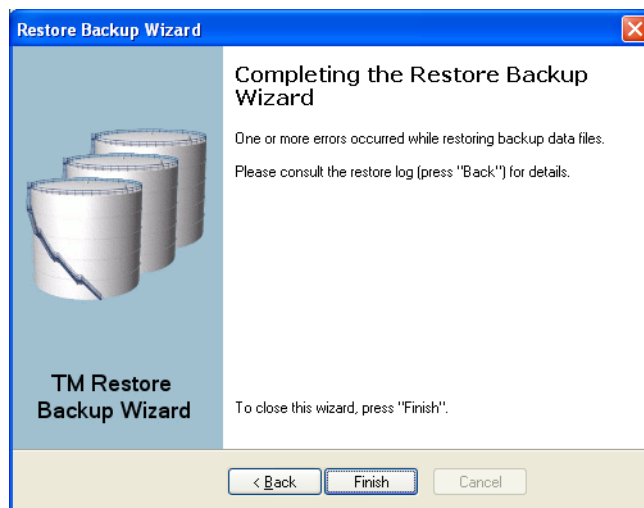 Restore Backup Wizard
Completing the Restore Backup
Wizard
One or more errors occurred while restoring backup data files.
Please consult the restore log (press "Back") for details.
TM Restore
Backup Wizard
To close this wizard, press "Finish".
< Back
Finish
Cancel